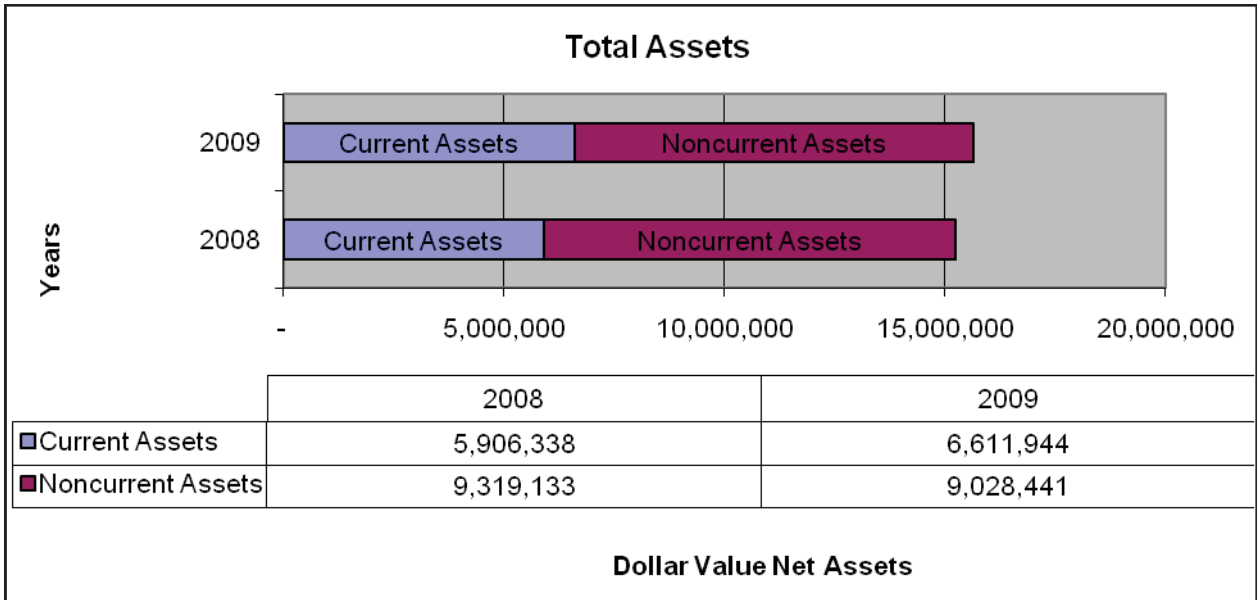 Total Assets
2009
Current Assets Noncurrent Assets
2008
Current Assets Noncurrent Assets
Years
- 5,000,000 10,000,000 15,000,000 20,000,000
2008 2009
Current Assets 5,906,338 6,611,944
Noncurrent Assets 9,319,133 9,028,441
Dollar Value Net Assets